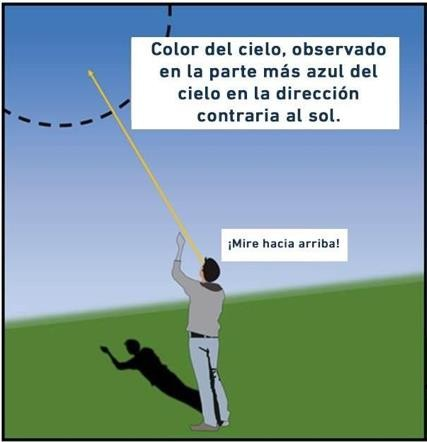 Color del cielo, observado
en la parte más azul del
cielo en la dirección
contraria al sol.
¡Mire hacia arriba!